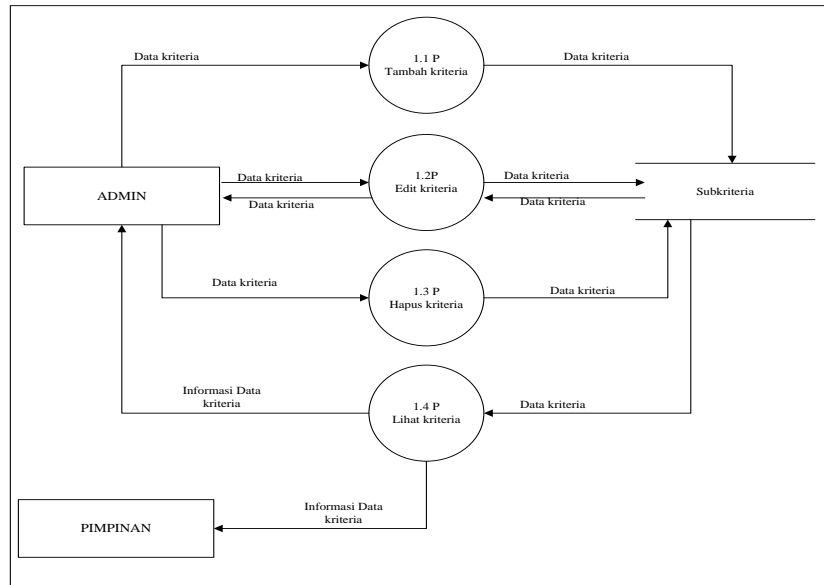 Data kriteria
1.1 P
Tambah kriteria
Data kriteria
ADMIN
Data kriteria
Data kriteria
1.2P
Edit kriteria
Data kriteria
Data kriteria
Subkriteria
Data kriteria
1.3 P
Hapus kriteria
Data kriteria
Informasi Data
kriteria
1.4 P
Lihat kriteria
Data kriteria
PIMPINAN
Informasi Data
kriteria